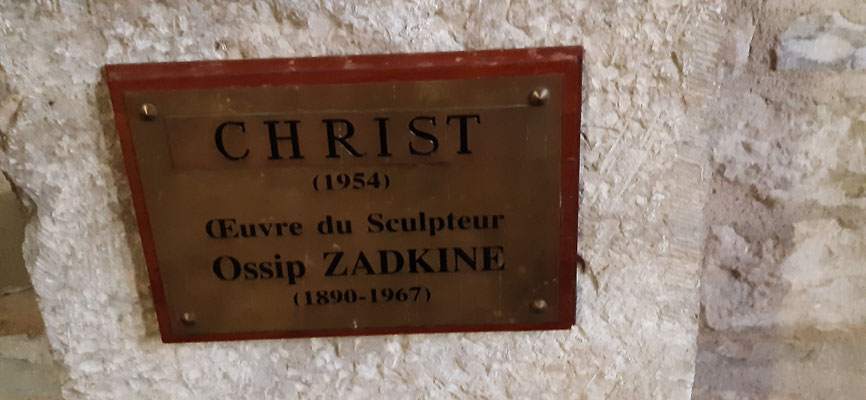 CHRIST
(1954)
Œuvre du Sculpteur
Ossip ZADKINE
(1890-1967)